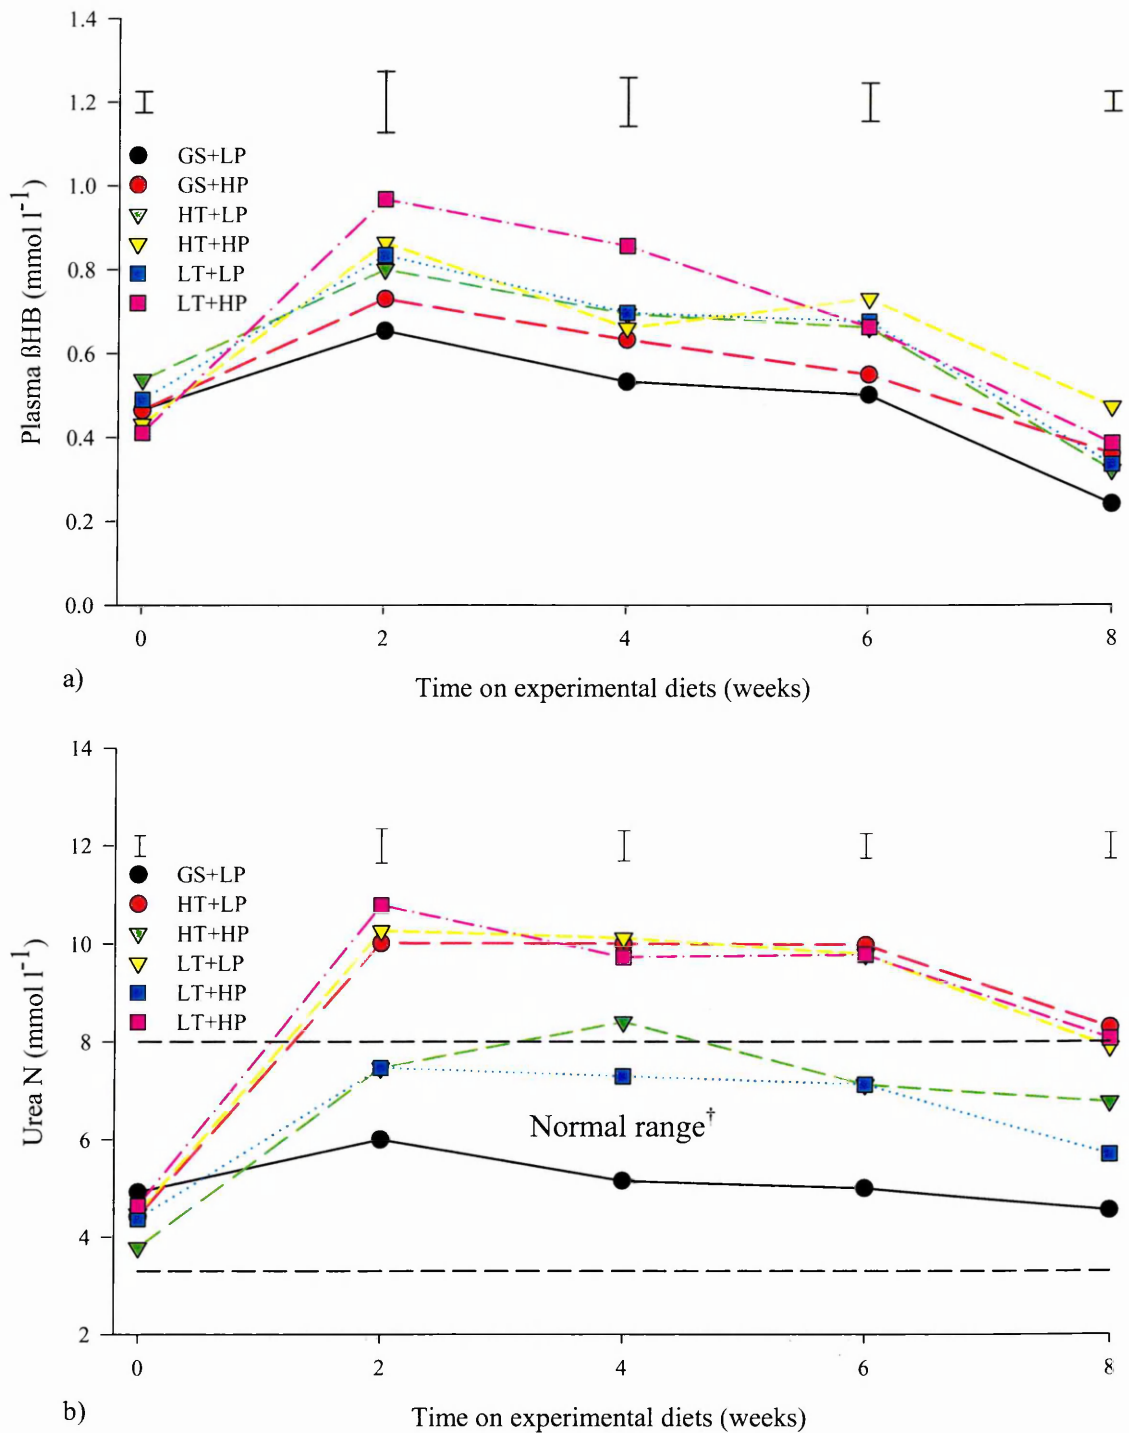 1.4
1.2
1.0
0.8
0.6
0.4
0.2
0.0
Plasma ßHB (mmol l⁻¹)
GS+LP
GS+HP
HT+LP
HT+HP
LT+LP
LT+HP
0 2 4 6 8
a)
Time on experimental diets (weeks)
14
12
10
8
6
4
2
Urea N (mmol l⁻¹)
GS+LP
HT+LP
HT+HP
LT+LP
LT+HP
LT+HP
Normal range†
0 2 4 6 8
b)
Time on experimental diets (weeks)